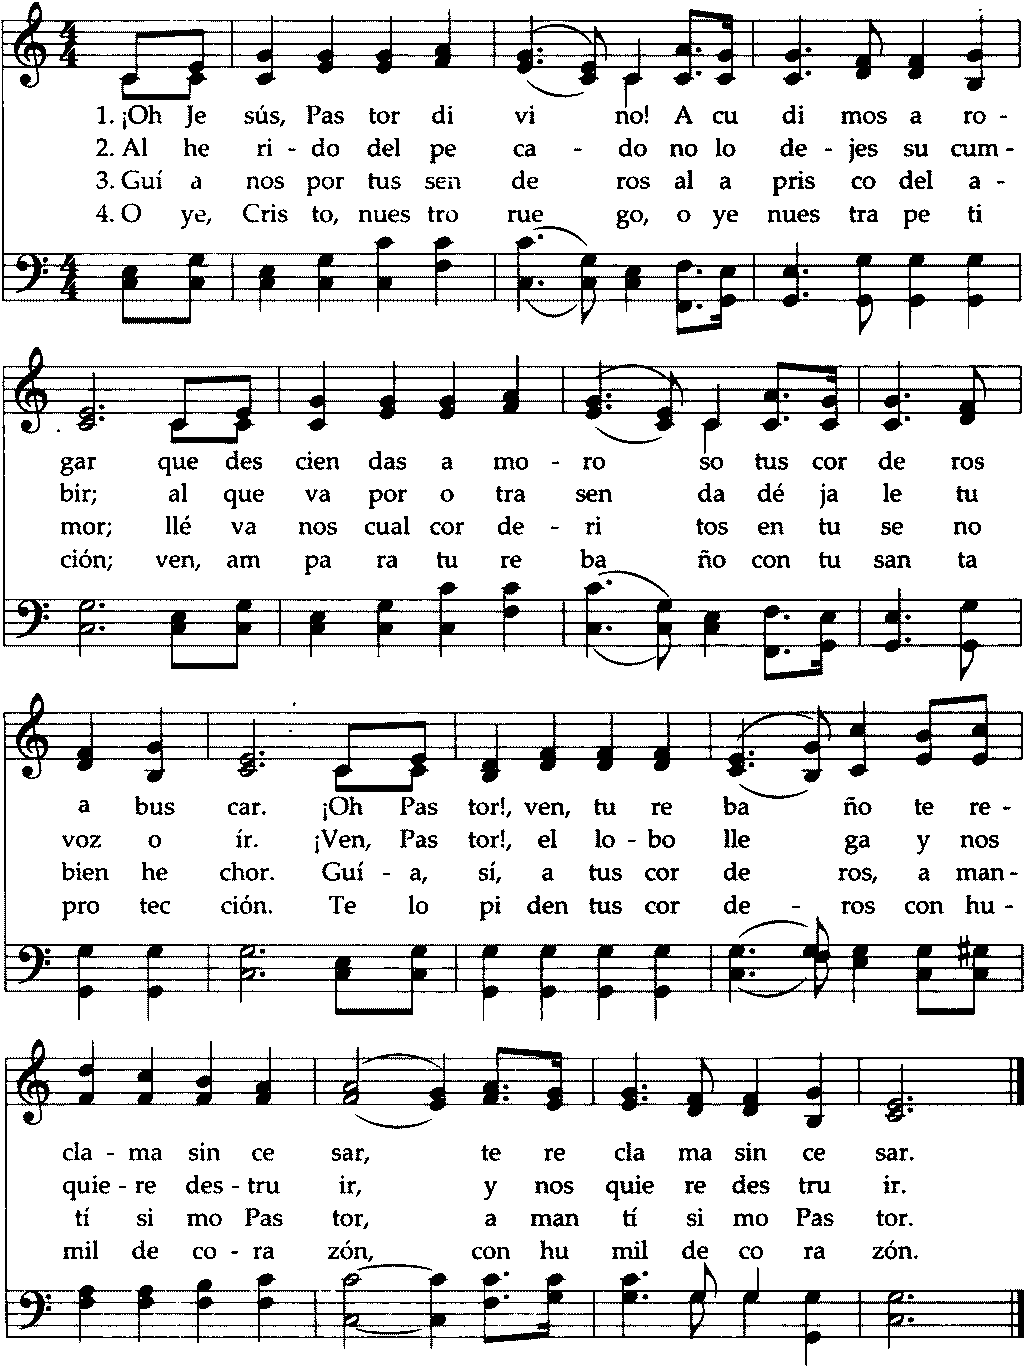 1. ¡Oh Je sús, Pas tor di vi no! A cu di mos a ro-
2. Al he ri - do del pe ca - do no lo de - jes su cum-
3. Guí a nos por tus sen de ros al a pris co del a -
4. O ye, Cris to, nues tro rue go, o ye nues tra pe ti
gar que des cien das a mo - ro so tus cor de ros
bir; al que va por o tra sen da dé ja le tu
mor; llé va nos cual cor de - ri tos en tu se no
ción; ven, am pa ra tu re ba ño con tu san ta
a bus car. ¡Oh Pas tor!, ven, tu re ba ño te re -
voz o ír. ¡Ven, Pas tor!, el lo - bo lle ga y nos
bien he chor. Guí - a, sí, a tus cor de ros, a man -
pro tec ción. Te lo pi den tus cor de - ros con hu -
cla - ma sin ce sar, te re cla ma sin ce sar.
quie - re des - tru ir, y nos quie re des tru ir.
tí si mo Pas tor, a man tí si mo Pas tor.
mil de co - ra zón, con hu mil de co ra zón.